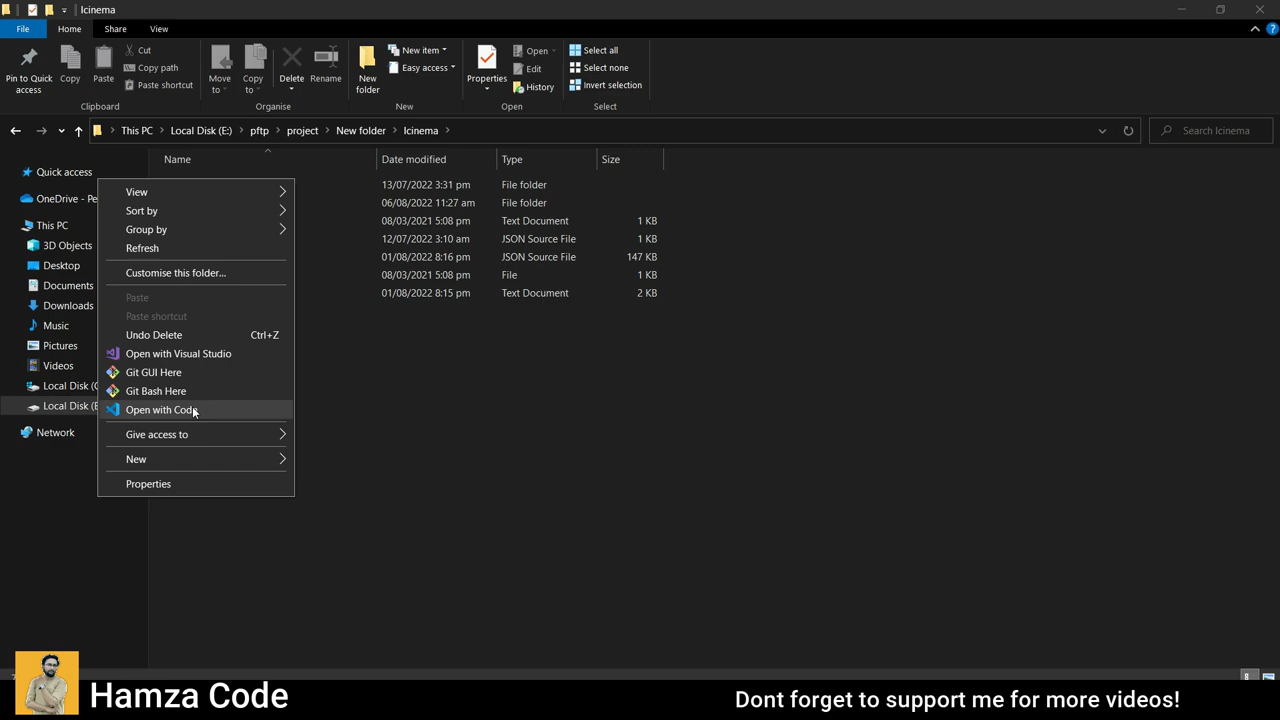 Icinema
File Home Share View
Pin to Quick access
Copy
Paste
Cut
Copy path
Paste shortcut
Clipboard
Move to
Copy to
Delete
Rename
Organise
New folder
New item
Easy access
New
Properties
Open
Edit
History
Open
Select all
Select none
Invert selection
Select
This PC Local Disk (E:) pftp project New folder Icinema
Search Icinema
Name Date modified Type Size
13/07/2022 3:31 pm File folder
06/08/2022 11:27 am File folder
08/03/2021 5:08 pm Text Document 1 KB
12/07/2022 3:10 am JSON Source File 1 KB
01/08/2022 8:16 pm JSON Source File 147 KB
08/03/2021 5:08 pm File 1 KB
01/08/2022 8:15 pm Text Document 2 KB
Quick access
OneDrive - Pe
This PC
3D Objects
Desktop
Documents
Downloads
Music
Pictures
Videos
Local Disk (
Local Disk (E
Network
View
Sort by
Group by
Refresh
Customise this folder...
Paste
Paste shortcut
Undo Delete Ctrl+Z
Open with Visual Studio
Git GUI Here
Git Bash Here
Open with Code
Give access to
New
Properties
Hamza Code
Dont forget to support me for more videos!